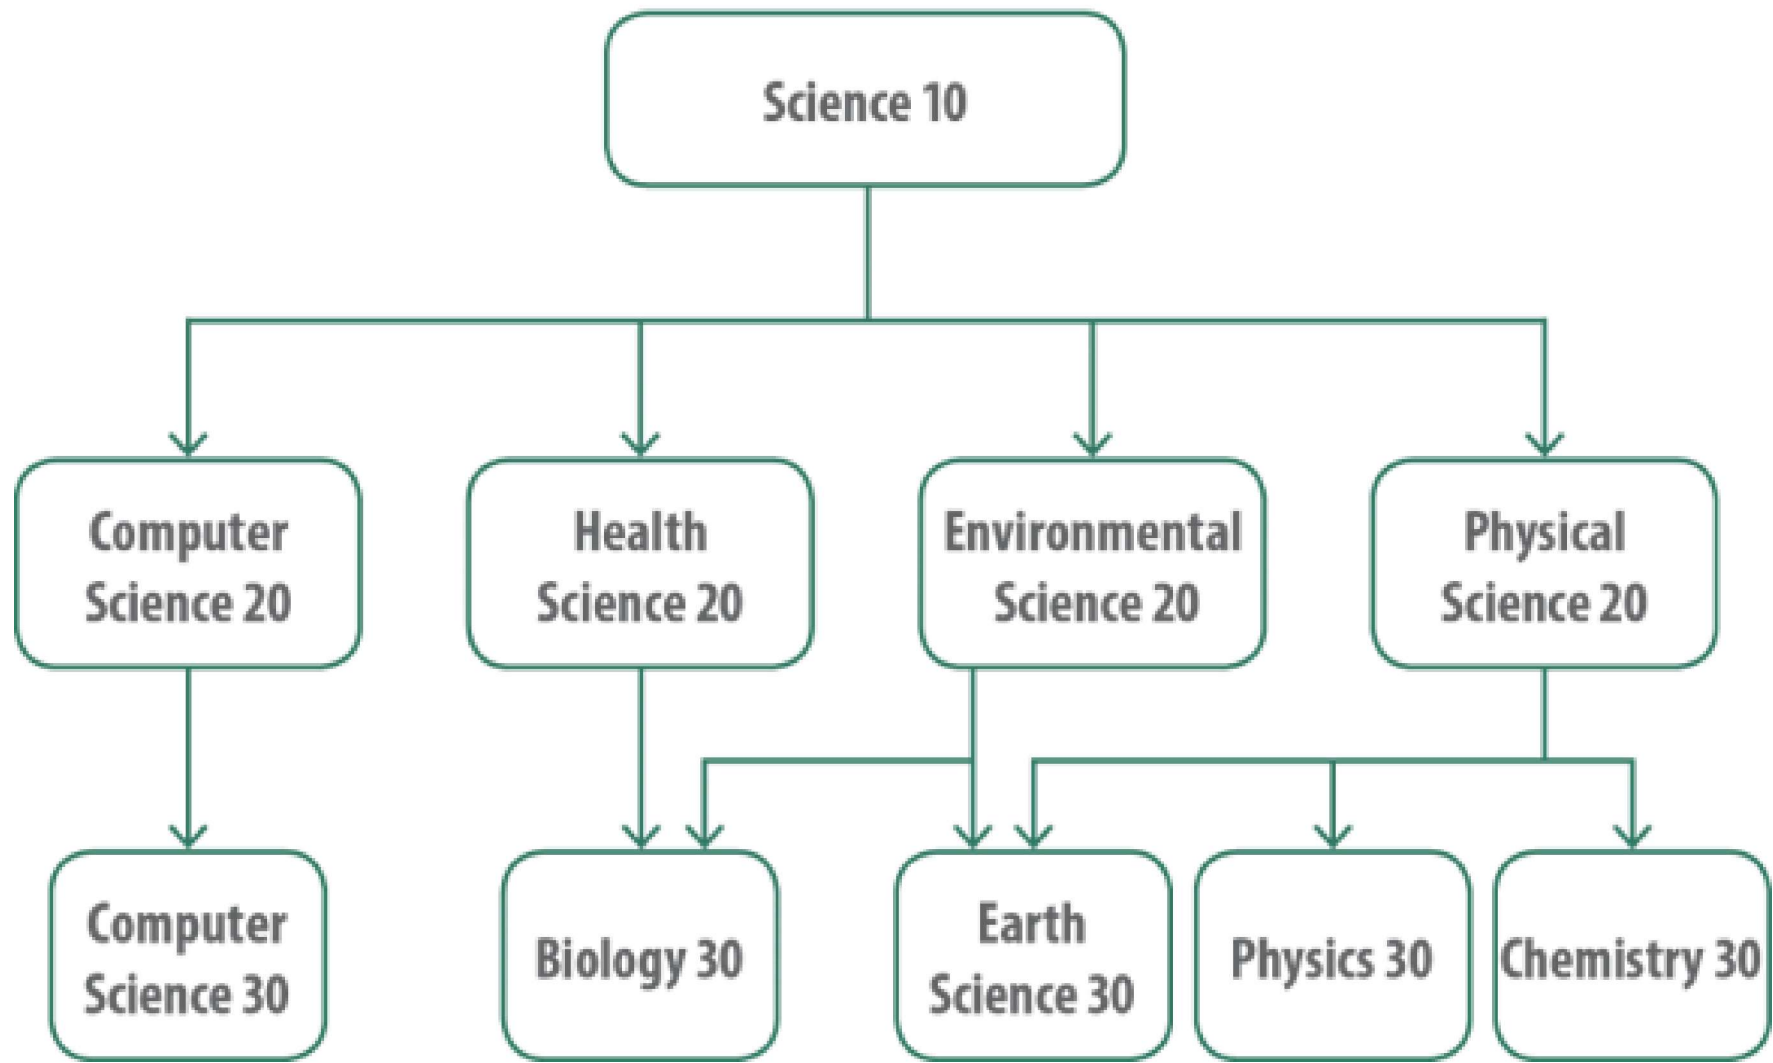 Science 10
Computer
Science 20
Health
Science 20
Environmental
Science 20
Physical
Science 20
Computer
Science 30
Biology 30
Earth
Science 30
Physics 30
Chemistry 30